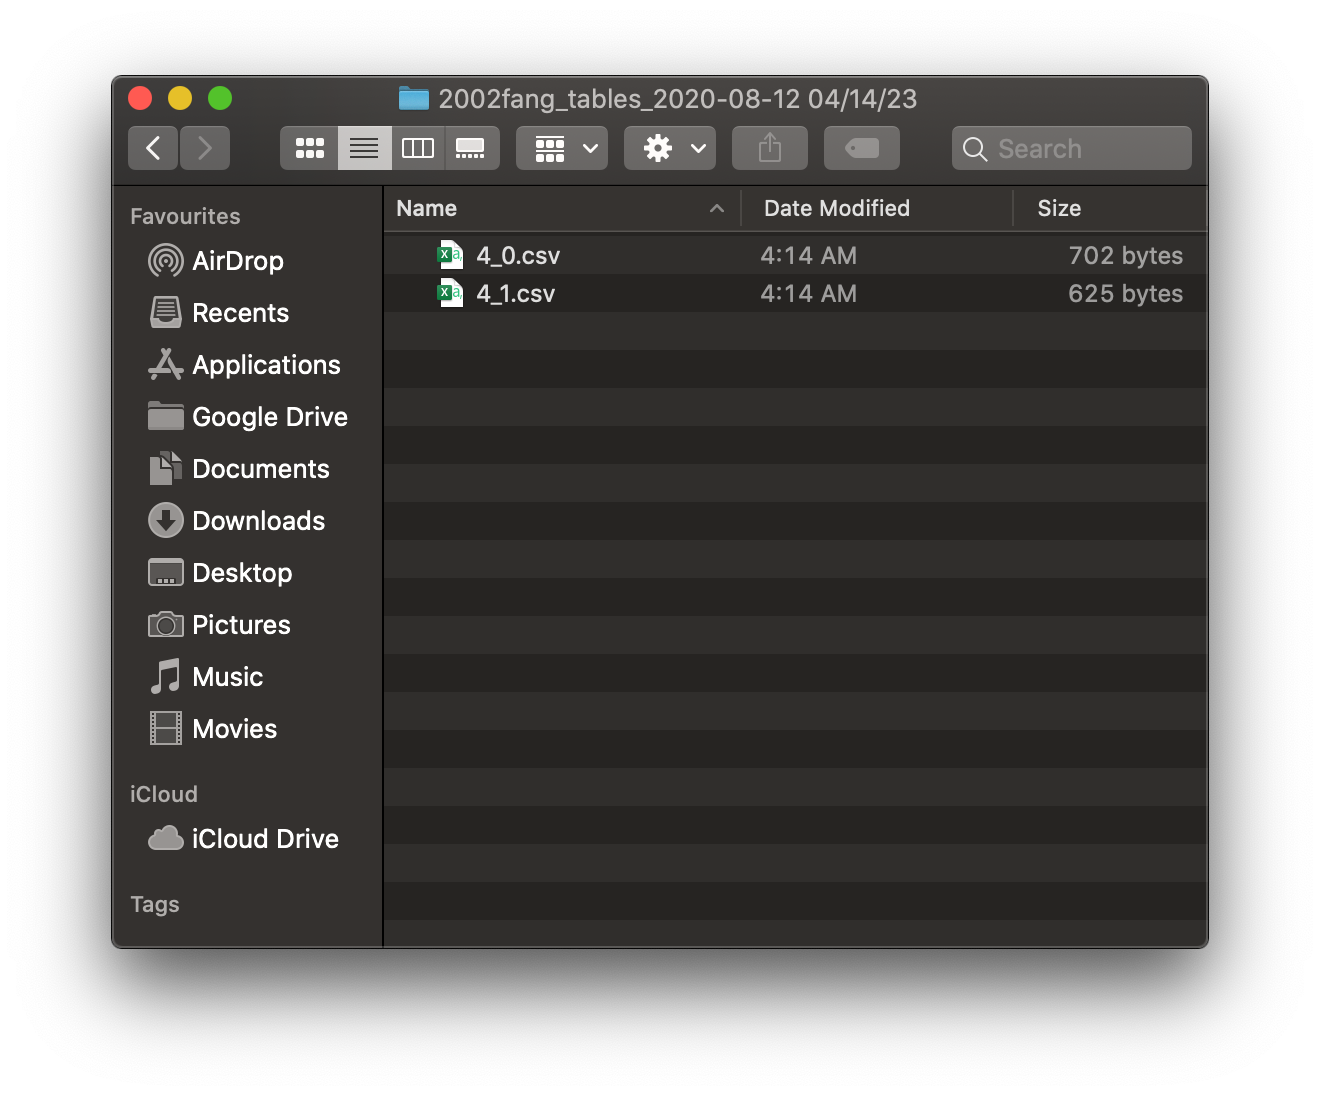 2002fang_tables_2020-08-12 04/14/23
Search
Favourites
AirDrop
Recents
Applications
Google Drive
Documents
Downloads
Desktop
Pictures
Music
Movies
iCloud
iCloud Drive
Tags
Name Date Modified Size
4_0.csv 4:14 AM 702 bytes
4_1.csv 4:14 AM 625 bytes